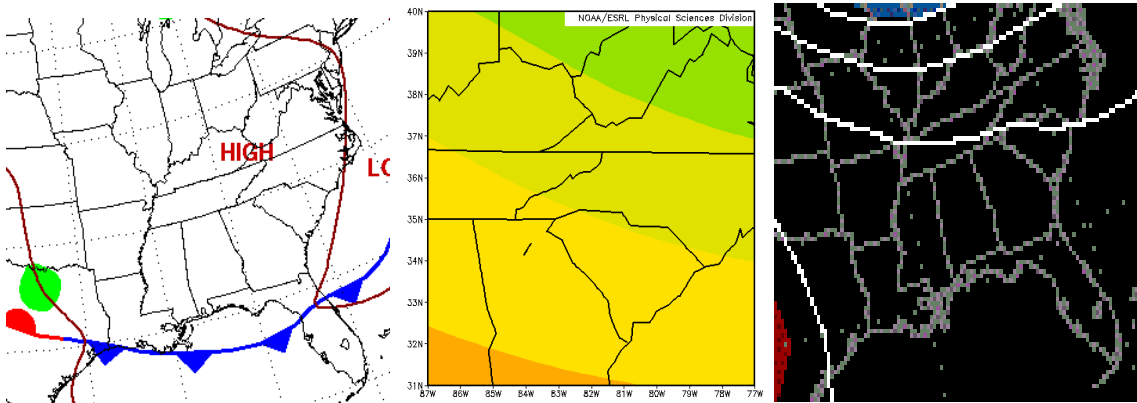 HIGH
LO
NOAA/ESRL Physical Sciences Division
40N
39N
38N
37N
36N
35N
34N
33N
32N
31N
87W 86W 85W 84W 83W 82W 81W 80W 79W 78W 77W